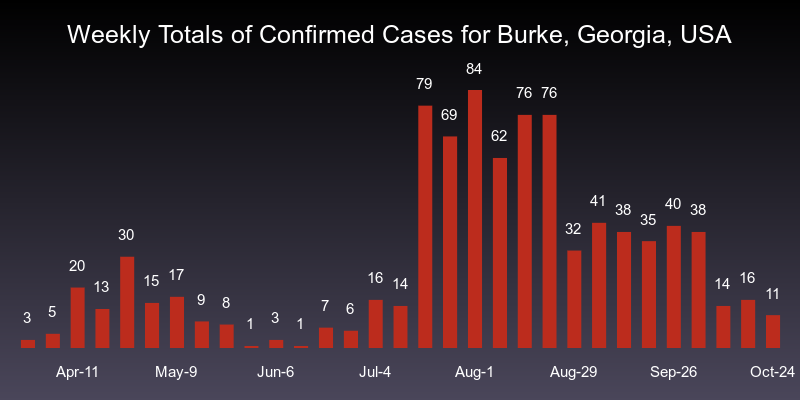 Weekly Totals of Confirmed Cases for Burke, Georgia, USA
3 5 20 13 30 15 17 9 8 1 3 1 7 6 16 14 79 69 84 62 76 76 32 41 38 35 40 38 14 16 11
Apr-11 May-9 Jun-6 Jul-4 Aug-1 Aug-29 Sep-26 Oct-24